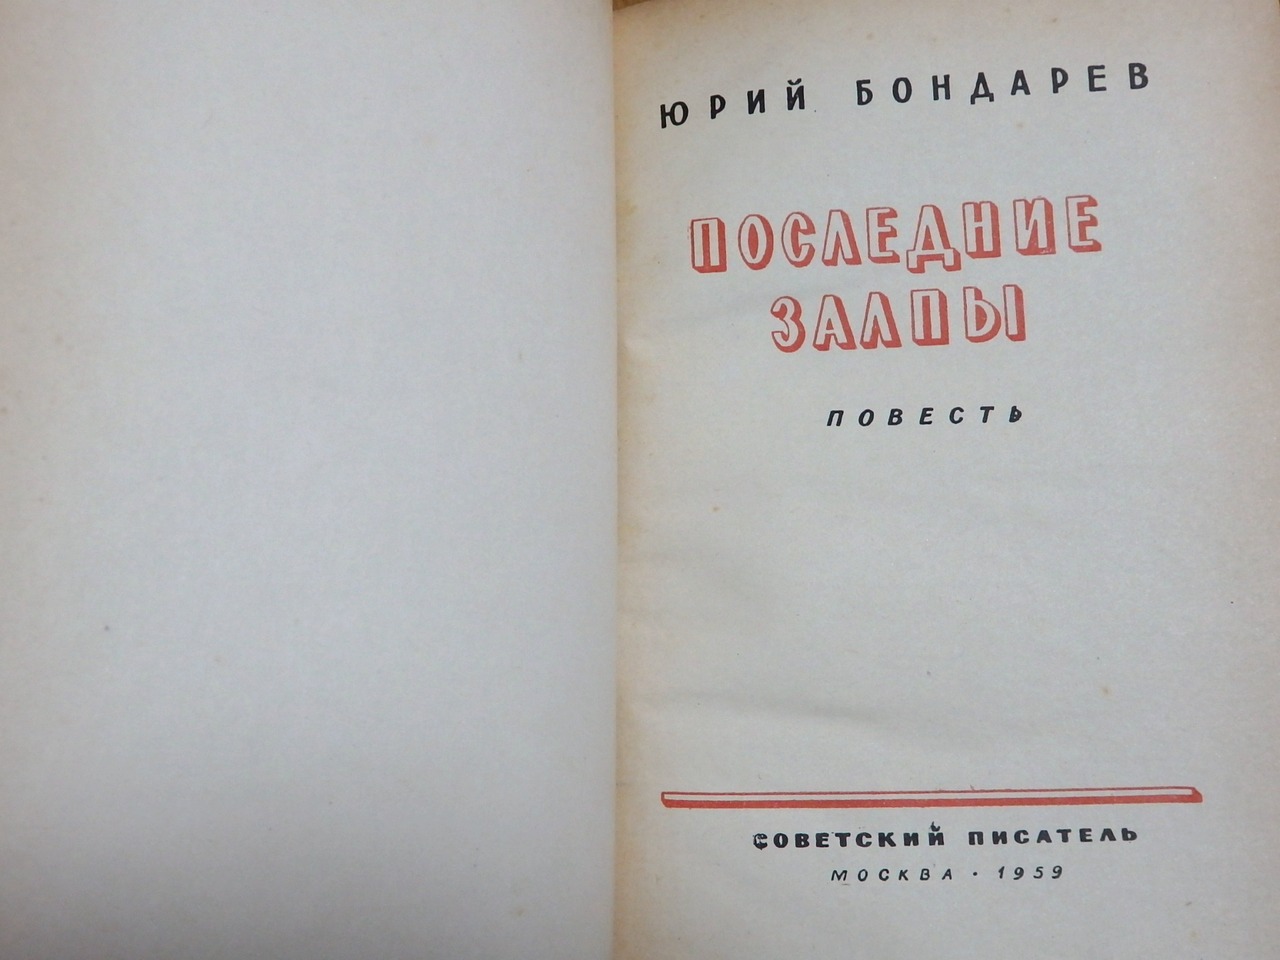 ЮРИЙ БОНДАРЕВ
ПОСЛЕДНИЕ
ЗАЛПЫ
ПОВЕСТЬ
СОВЕТСКИЙ ПИСАТЕЛЬ
МОСКВА · 1959